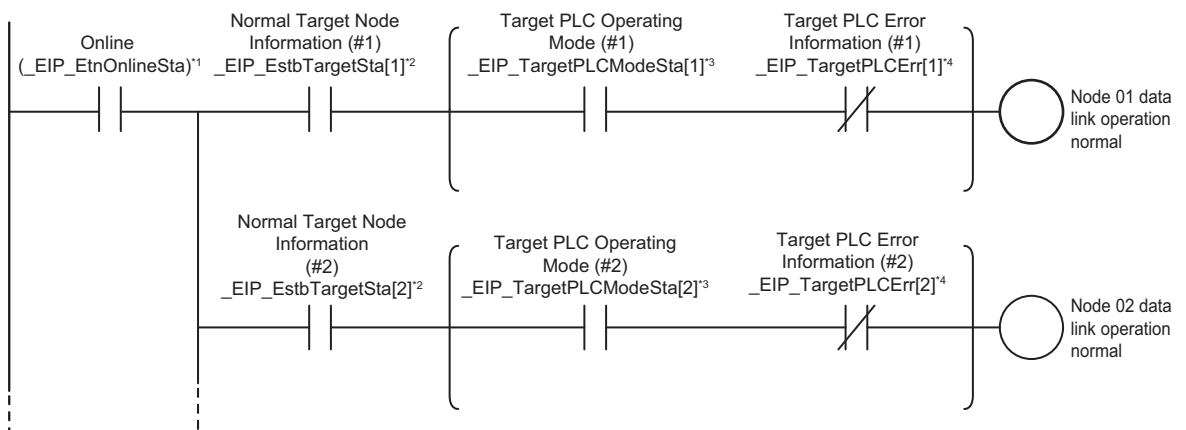 Online
(_EIP_EtnOnlineSta)*1
Normal Target Node
Information (#1)
_EIP_EstbTargetSta[1]*2
Target PLC Operating
Mode (#1)
_EIP_TargetPLCModeSta[1]*3
Target PLC Error
Information (#1)
_EIP_TargetPLCErr[1]*4
Node 01 data
link operation
normal
Normal Target Node
Information
(#2)
_EIP_EstbTargetSta[2]*2
Target PLC Operating
Mode (#2)
_EIP_TargetPLCModeSta[2]*3
Target PLC Error
Information (#2)
_EIP_TargetPLCErr[2]*4
Node 02 data
link operation
normal